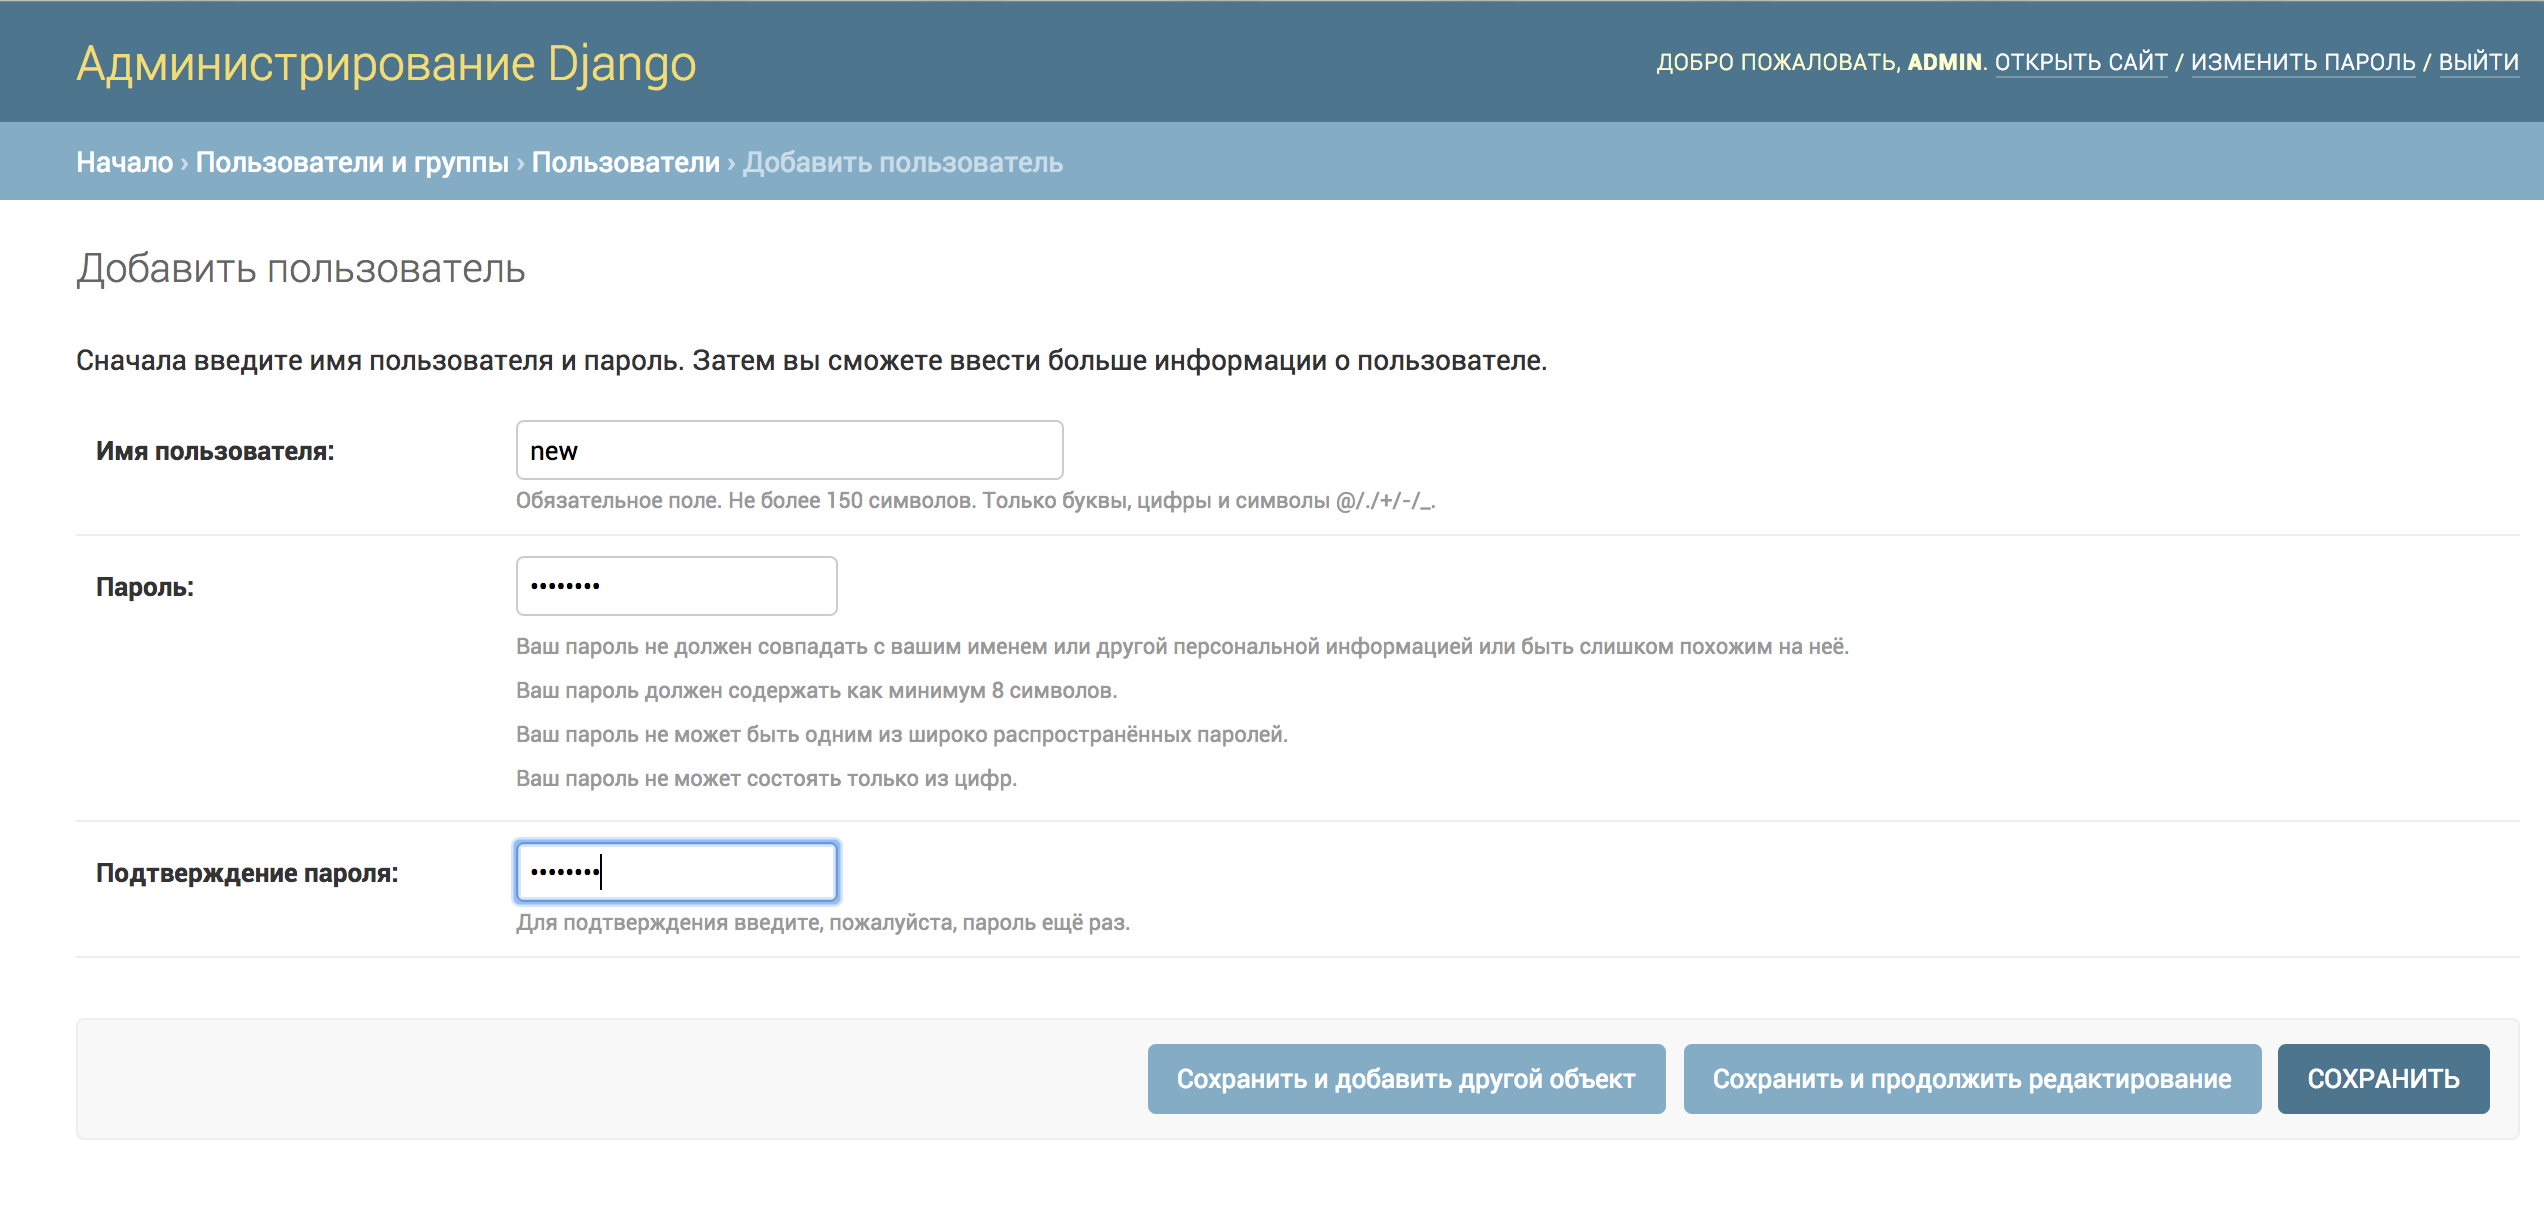 Администрирование Django
ДОБРО ПОЖАЛОВАТЬ, ADMIN. ОТКРЫТЬ САЙТ / ИЗМЕНИТЬ ПАРОЛЬ / ВЫЙТИ
Начало › Пользователи и группы › Пользователи › Добавить пользователь
Добавить пользователь
Сначала введите имя пользователя и пароль. Затем вы сможете ввести больше информации о пользователе.
Имя пользователя: new
Обязательное поле. Не более 150 символов. Только буквы, цифры и символы @/./+/-/_.
Пароль: ••••••••
Ваш пароль не должен совпадать с вашим именем или другой персональной информацией или быть слишком похожим на неё.
Ваш пароль должен содержать как минимум 8 символов.
Ваш пароль не может быть одним из широко распространённых паролей.
Ваш пароль не может состоять только из цифр.
Подтверждение пароля: ••••••••
Для подтверждения введите, пожалуйста, пароль ещё раз.
Сохранить и добавить другой объект Сохранить и продолжить редактирование СОХРАНИТЬ